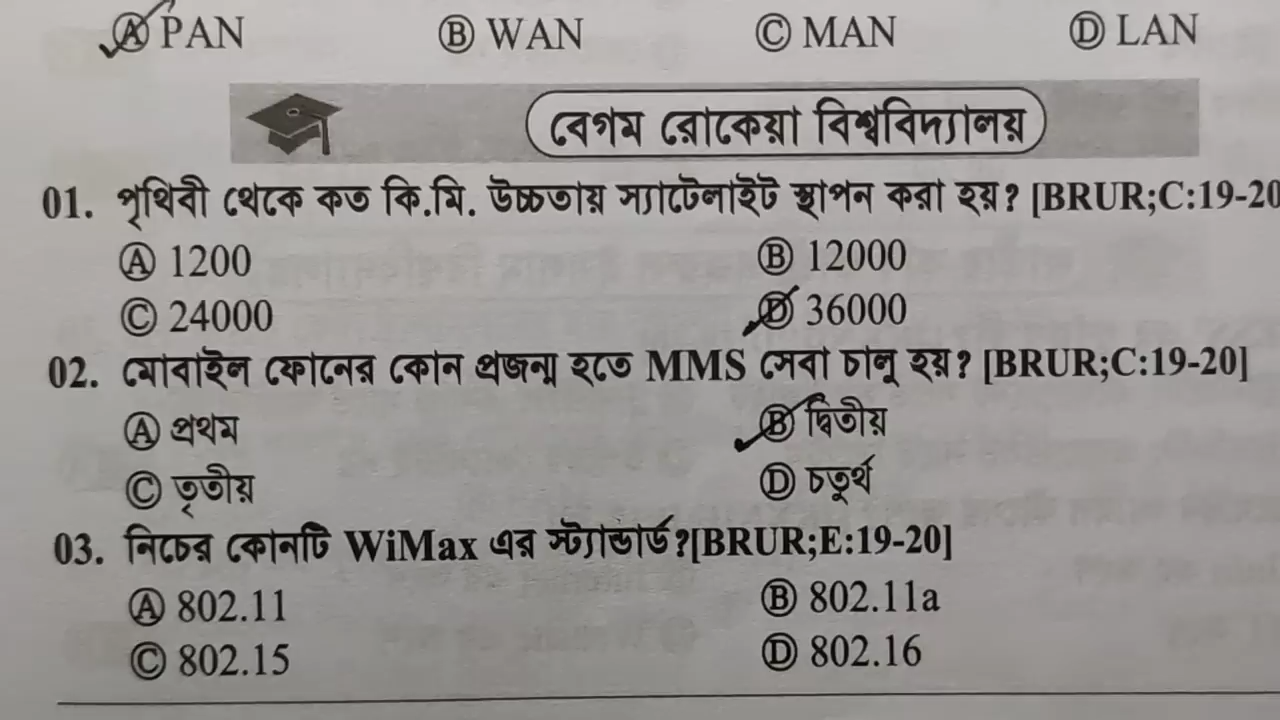 Ⓐ PAN Ⓑ WAN Ⓒ MAN Ⓓ LAN
বেগম রোকেয়া বিশ্ববিদ্যালয়
01. পৃথিবী থেকে কত কি.মি. উচ্চতায় স্যাটেলাইট স্থাপন করা হয়? [BRUR;C:19-20
Ⓐ 1200 Ⓑ 12000
Ⓒ 24000 Ⓓ 36000
02. মোবাইল ফোনের কোন প্রজন্ম হতে MMS সেবা চালু হয়? [BRUR;C:19-20]
Ⓐ প্রথম Ⓑ দ্বিতীয়
Ⓒ তৃতীয় Ⓓ চতুর্থ
03. নিচের কোনটি WiMax এর স্ট্যান্ডার্ড?[BRUR;E:19-20]
Ⓐ 802.11 Ⓑ 802.11a
Ⓒ 802.15 Ⓓ 802.16